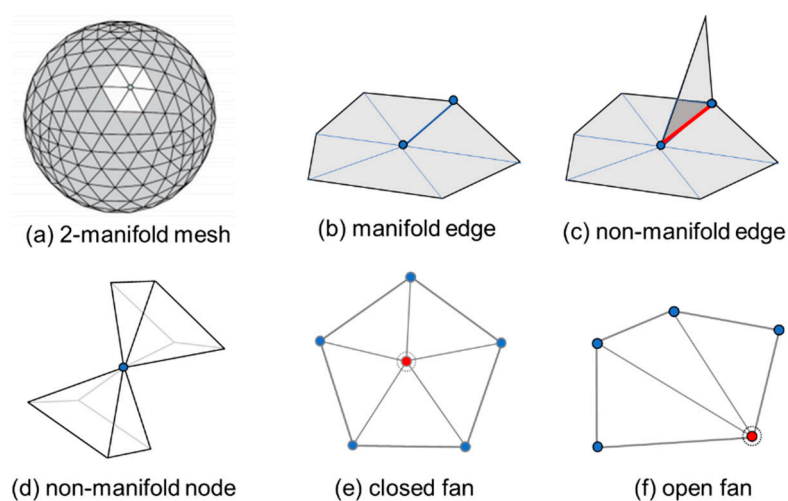 (a) 2-manifold mesh
(b) manifold edge
(c) non-manifold edge
(d) non-manifold node
(e) closed fan
(f) open fan